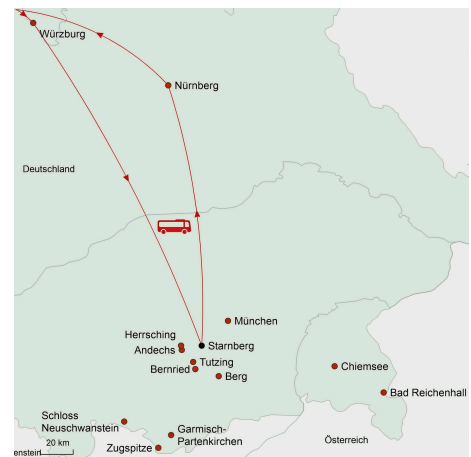 Würzburg
Nürnberg
Deutschland
München
Herrsching
Starnberg
Andechs
Tutzing
Bernried
Berg
Chiemsee
Bad Reichenhall
Schloss
Neuschwanstein
Garmisch-
Partenkirchen
Zugspitze
Österreich
20 km
enstein